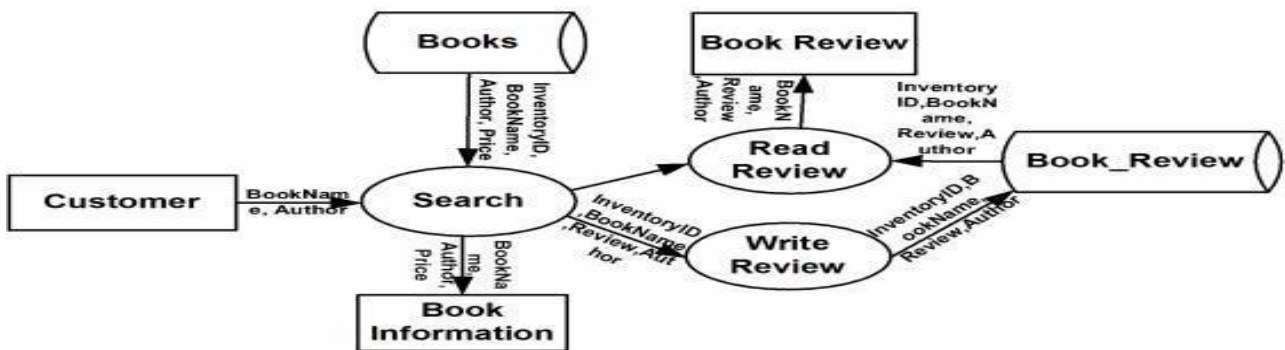 Books
Book Review
InventoryID,
BookName,
Author, Price
BookN
ame,
Review
,Author
Inventory
ID,BookN
ame,
Review,A
uthor
Read
Review
Book_Review
Customer
BookNam
e, Author
Search
InventoryID
,BookName
,Review,Aut
hor
Write
Review
InventoryID,B
ookName,
Review,Author
BookNa
me,
Author,
Price
Book
Information